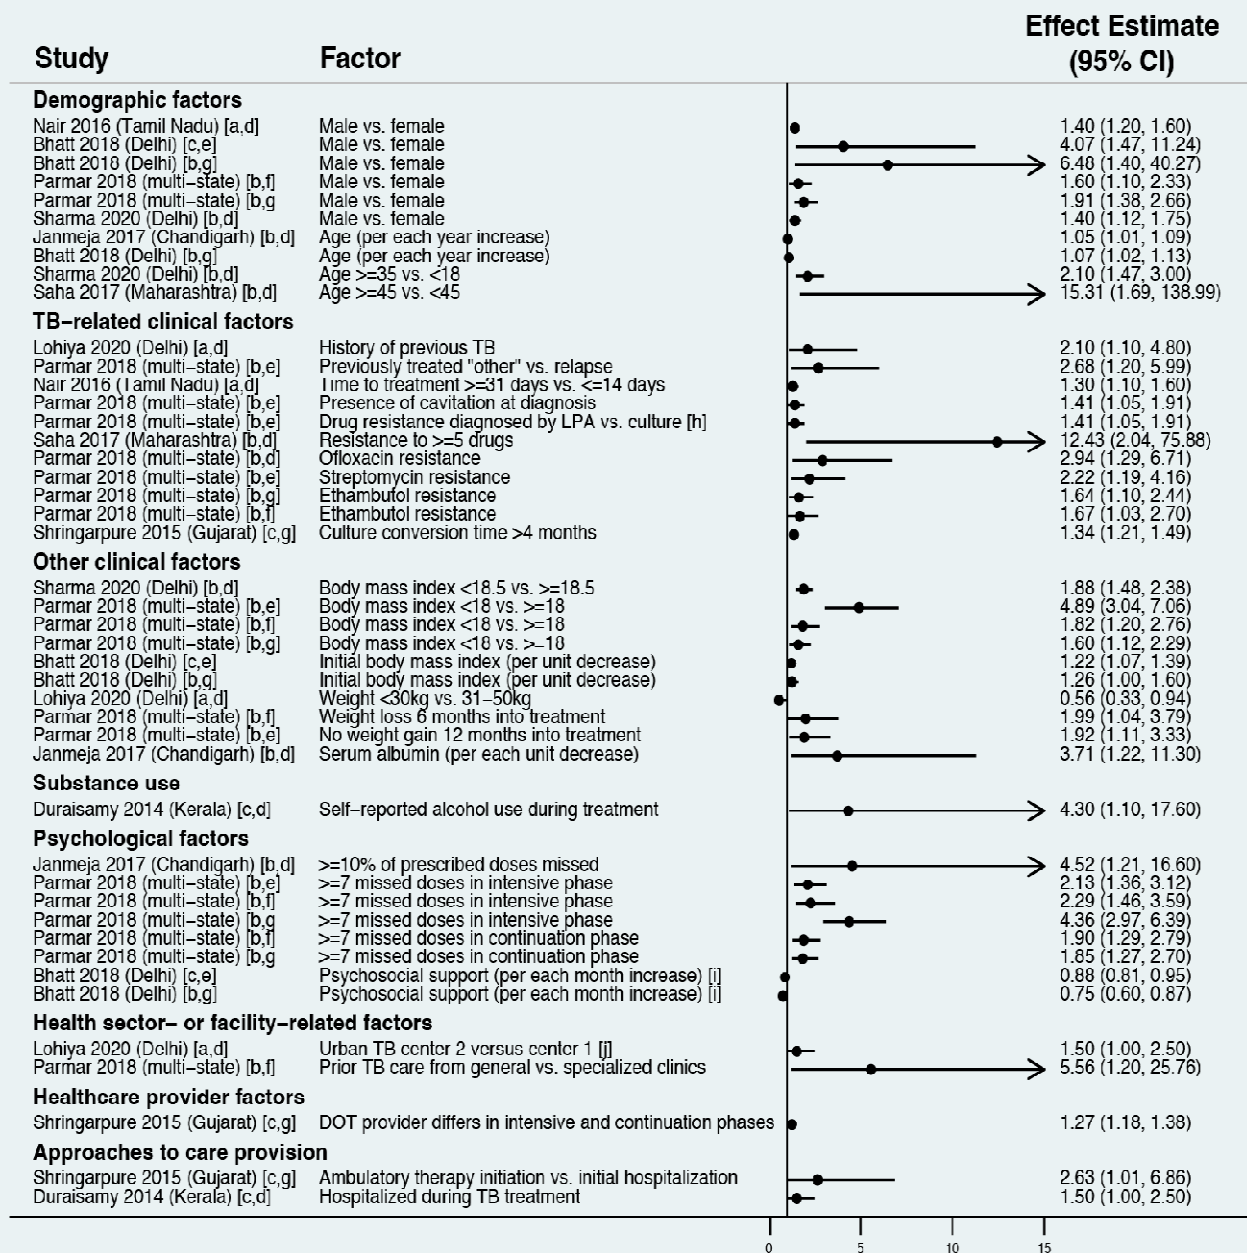 Study Factor Effect Estimate (95% CI)
Demographic factors
Nair 2016 (Tamil Nadu) [a,d] Male vs. female 1.40 (1.20, 1.60)
Bhatt 2018 (Delhi) [c,e] Male vs. female 4.07 (1.47, 11.24)
Bhatt 2018 (Delhi) [b,g] Male vs. female 6.48 (1.40, 40.27)
Parmar 2018 (multi–state) [b,f] Male vs. female 1.60 (1.10, 2.33)
Parmar 2018 (multi–state) [b,g Male vs. female 1.91 (1.38, 2.66)
Sharma 2020 (Delhi) [b,d] Male vs. female 1.40 (1.12, 1.75)
Janmeja 2017 (Chandigarh) [b,d] Age (per each year increase) 1.05 (1.01, 1.09)
Bhatt 2018 (Delhi) [b,g] Age (per each year increase) 1.07 (1.02, 1.13)
Sharma 2020 (Delhi) [b,d] Age >=35 vs. <18 2.10 (1.47, 3.00)
Saha 2017 (Maharashtra) [b,d] Age >=45 vs. <45 15.31 (1.69, 138.99)
TB–related clinical factors
Lohiya 2020 (Delhi) [a,d] History of previous TB 2.10 (1.10, 4.80)
Parmar 2018 (multi–state) [b,e] Previously treated "other" vs. relapse 2.68 (1.20, 5.99)
Nair 2016 (Tamil Nadu) [a,d] Time to treatment >=31 days vs. <=14 days 1.30 (1.10, 1.60)
Parmar 2018 (multi–state) [b,e] Presence of cavitation at diagnosis 1.41 (1.05, 1.91)
Parmar 2018 (multi–state) [b,e] Drug resistance diagnosed by LPA vs. culture [h] 1.41 (1.05, 1.91)
Saha 2017 (Maharashtra) [b,d] Resistance to >=5 drugs 12.43 (2.04, 75.88)
Parmar 2018 (multi–state) [b,d] Ofloxacin resistance 2.94 (1.29, 6.71)
Parmar 2018 (multi–state) [b,e] Streptomycin resistance 2.22 (1.19, 4.16)
Parmar 2018 (multi–state) [b,g] Ethambutol resistance 1.64 (1.10, 2.44)
Parmar 2018 (multi–state) [b,f] Ethambutol resistance 1.67 (1.03, 2.70)
Shringarpure 2015 (Gujarat) [c,g] Culture conversion time >4 months 1.34 (1.21, 1.49)
Other clinical factors
Sharma 2020 (Delhi) [b,d] Body mass index <18.5 vs. >=18.5 1.88 (1.48, 2.38)
Parmar 2018 (multi–state) [b,e] Body mass index <18 vs. >=18 4.89 (3.04, 7.06)
Parmar 2018 (multi–state) [b,f] Body mass index <18 vs. >=18 1.82 (1.20, 2.76)
Parmar 2018 (multi–state) [b,g] Body mass index <18 vs. >=18 1.60 (1.12, 2.29)
Bhatt 2018 (Delhi) [c,e] Initial body mass index (per unit decrease) 1.22 (1.07, 1.39)
Bhatt 2018 (Delhi) [b,g] Initial body mass index (per unit decrease) 1.26 (1.00, 1.60)
Lohiya 2020 (Delhi) [a,d] Weight <30kg vs. 31–50kg 0.56 (0.33, 0.94)
Parmar 2018 (multi–state) [b,f] Weight loss 6 months into treatment 1.99 (1.04, 3.79)
Parmar 2018 (multi–state) [b,e] No weight gain 12 months into treatment 1.92 (1.11, 3.33)
Janmeja 2017 (Chandigarh) [b,d] Serum albumin (per each unit decrease) 3.71 (1.22, 11.30)
Substance use
Duraisamy 2014 (Kerala) [c,d] Self–reported alcohol use during treatment 4.30 (1.10, 17.60)
Psychological factors
Janmeja 2017 (Chandigarh) [b,d] >=10% of prescribed doses missed 4.52 (1.21, 16.60)
Parmar 2018 (multi–state) [b,e] >=7 missed doses in intensive phase 2.13 (1.36, 3.12)
Parmar 2018 (multi–state) [b,f] >=7 missed doses in intensive phase 2.29 (1.46, 3.59)
Parmar 2018 (multi–state) [b,g >=7 missed doses in intensive phase 4.36 (2.97, 6.39)
Parmar 2018 (multi–state) [b,f] >=7 missed doses in continuation phase 1.90 (1.29, 2.79)
Parmar 2018 (multi–state) [b,g >=7 missed doses in continuation phase 1.85 (1.27, 2.70)
Bhatt 2018 (Delhi) [c,e] Psychosocial support (per each month increase) [i] 0.88 (0.81, 0.95)
Bhatt 2018 (Delhi) [b,g] Psychosocial support (per each month increase) [i] 0.75 (0.60, 0.87)
Health sector– or facility–related factors
Lohiya 2020 (Delhi) [a,d] Urban TB center 2 versus center 1 [j] 1.50 (1.00, 2.50)
Parmar 2018 (multi–state) [b,f] Prior TB care from general vs. specialized clinics 5.56 (1.20, 25.76)
Healthcare provider factors
Shringarpure 2015 (Gujarat) [c,g] DOT provider differs in intensive and continuation phases 1.27 (1.18, 1.38)
Approaches to care provision
Shringarpure 2015 (Gujarat) [c,g] Ambulatory therapy initiation vs. initial hospitalization 2.63 (1.01, 6.86)
Duraisamy 2014 (Kerala) [c,d] Hospitalized during TB treatment 1.50 (1.00, 2.50)
0 5 10 15